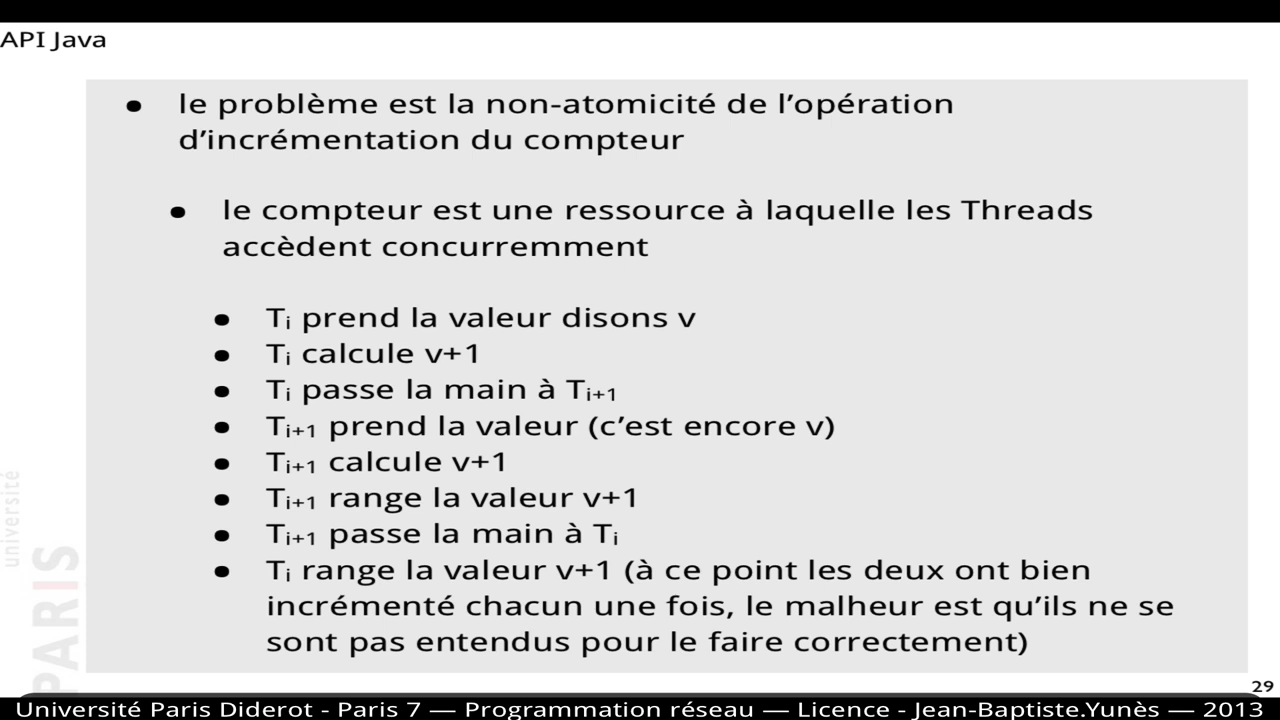 API Java
• le problème est la non-atomicité de l’opération
d’incrémentation du compteur
• le compteur est une ressource à laquelle les Threads
accèdent concurremment
• Ti prend la valeur disons v
• Ti calcule v+1
• Ti passe la main à Ti+1
• Ti+1 prend la valeur (c’est encore v)
• Ti+1 calcule v+1
• Ti+1 range la valeur v+1
• Ti+1 passe la main à Ti
• Ti range la valeur v+1 (à ce point les deux ont bien
incrémenté chacun une fois, le malheur est qu’ils ne se
sont pas entendus pour le faire correctement)
université
PARIS
29
Université Paris Diderot - Paris 7 — Programmation réseau — Licence - Jean-Baptiste.Yunès — 2013